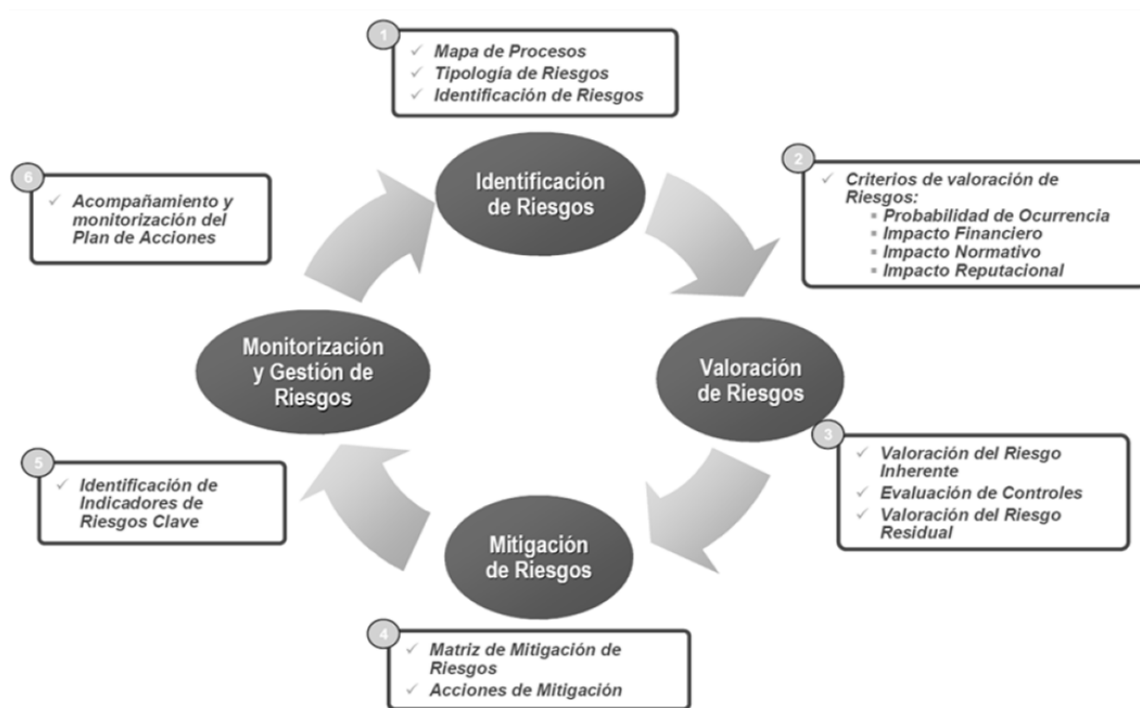 1
✓ Mapa de Procesos
✓ Tipología de Riesgos
✓ Identificación de Riesgos
Identificación
de Riesgos
2
✓ Criterios de valoración de
Riesgos:
▪ Probabilidad de Ocurrencia
▪ Impacto Financiero
▪ Impacto Normativo
▪ Impacto Reputacional
Valoración
de Riesgos
3
✓ Valoración del Riesgo
Inherente
✓ Evaluación de Controles
✓ Valoración del Riesgo
Residual
Mitigación
de Riesgos
4
✓ Matriz de Mitigación de
Riesgos
✓ Acciones de Mitigación
5
✓ Identificación de
Indicadores de
Riesgos Clave
Monitorización
y Gestión de
Riesgos
6
✓ Acompañamiento y
monitorización del
Plan de Acciones